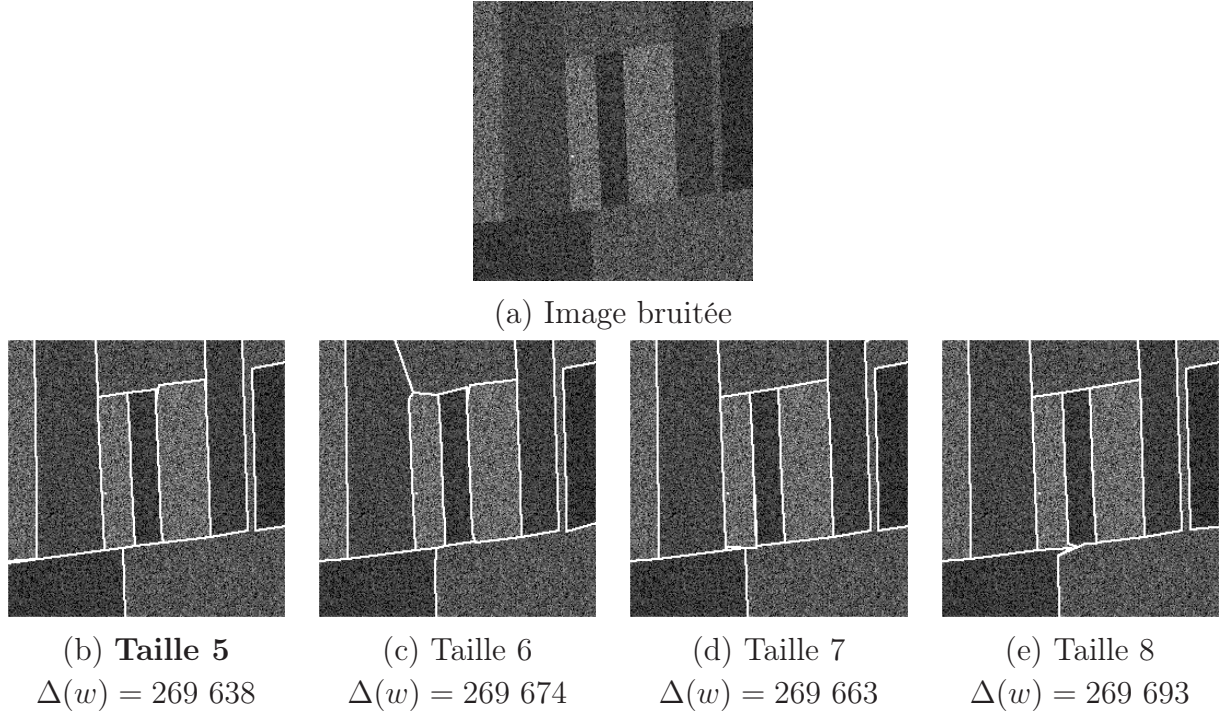 (a) Image bruitée
(b) Taille 5
Δ(w) = 269 638
(c) Taille 6
Δ(w) = 269 674
(d) Taille 7
Δ(w) = 269 663
(e) Taille 8
Δ(w) = 269 693